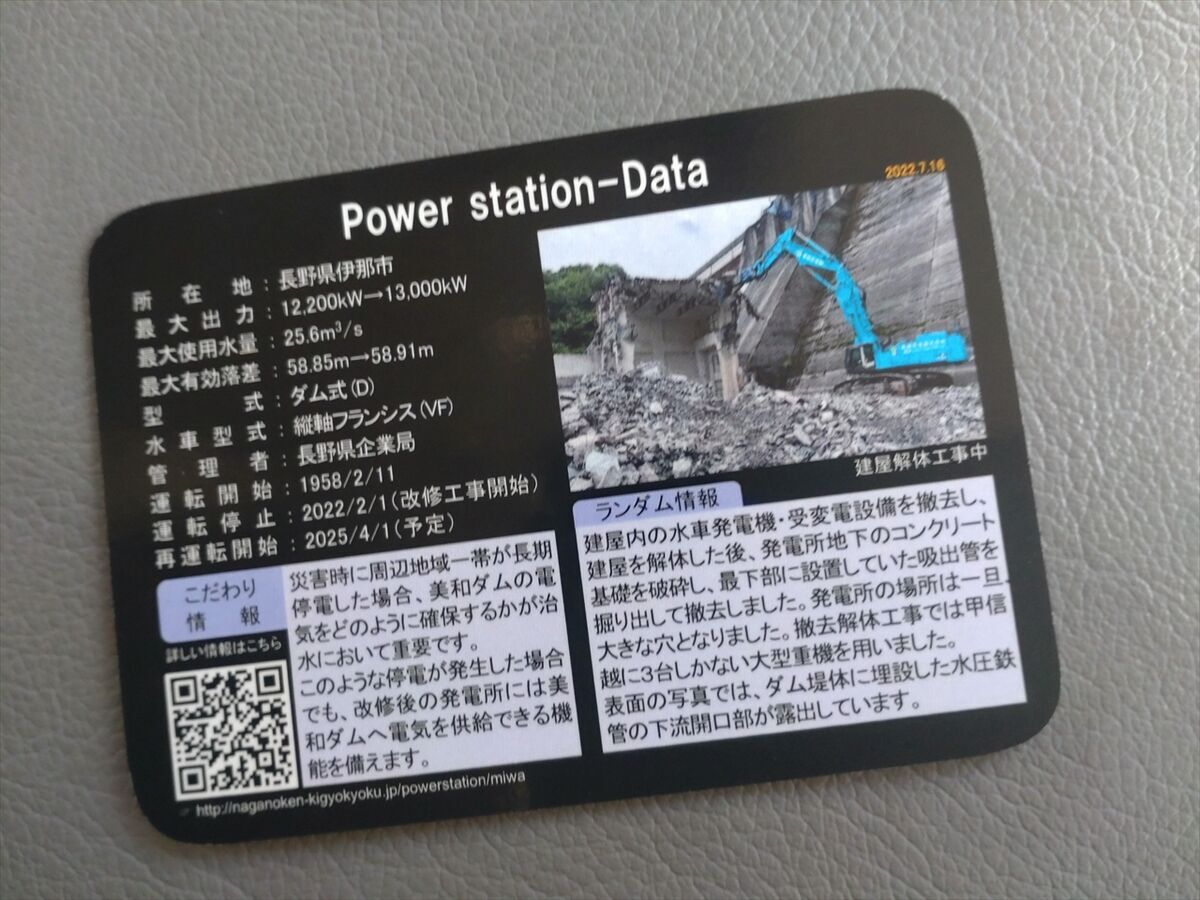 Power station-Data
2022.7.16
所在地：長野県伊那市
最大出力：12,200kW→13,000kW
最大使用水量：25.6m³/s
最大有効落差：58.85m→58.91m
型式：ダム式(D)
水車型式：縦軸フランシス(VF)
管理者：長野県企業局
運転開始：1958/2/11
運転停止：2022/2/1(改修工事開始)
再運転開始：2025/4/1(予定)
こだわり
情報
詳しい情報はこちら
災害時に周辺地域一帯が長期
停電した場合、美和ダムの電
気をどのように確保するかが治
水において重要です。
このような停電が発生した場合
でも、改修後の発電所には美
和ダムへ電気を供給できる機
能を備えます。
http://naganoken-kigyokyoku.jp/powerstation/miwa
建屋解体工事中
ランダム情報
建屋内の水車発電機・受変電設備を撤去し、
建屋を解体した後、発電所地下のコンクリート
基礎を破砕し、最下部に設置していた吸出管を
掘り出して撤去しました。発電所の場所は一旦、
大きな穴となりました。撤去解体工事では甲信
越に3台しかない大型重機を用いました。
表面の写真では、ダム堤体に埋設した水圧鉄
管の下流開口部が露出しています。